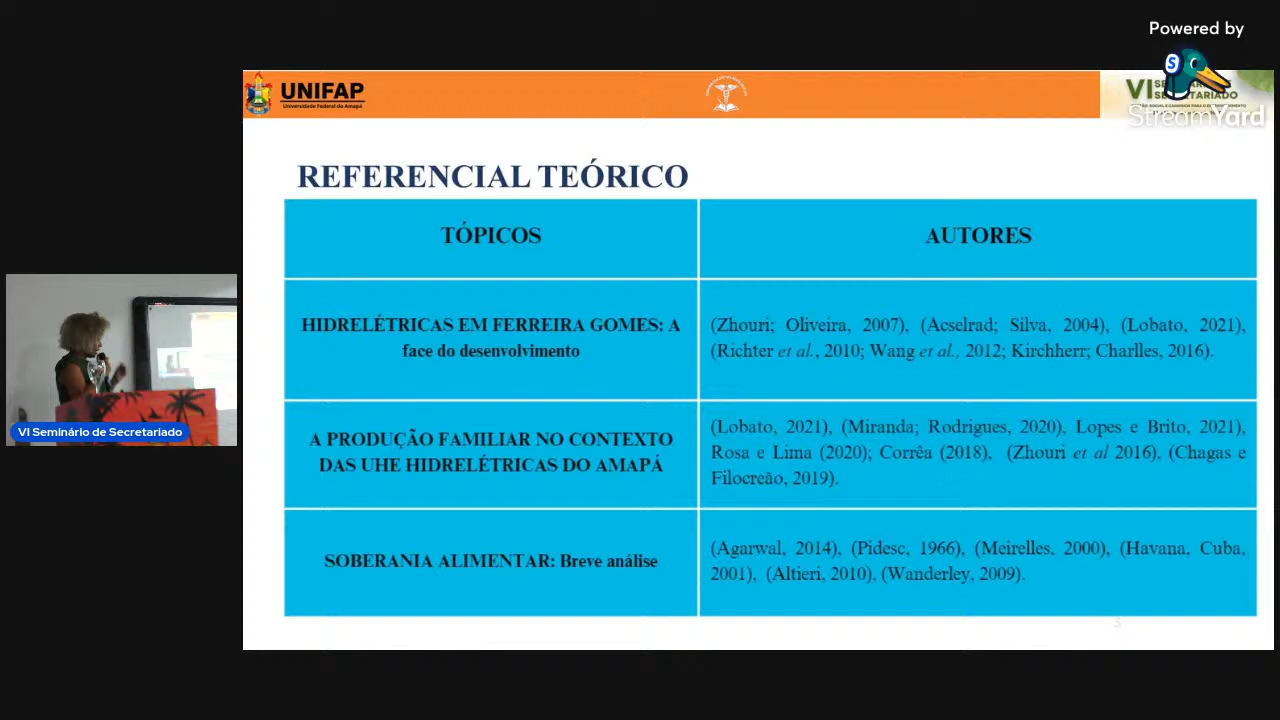 Powered by
StreamYard
UNIFAP
Universidade Federal do Amapá
VI
REFERENCIAL TEÓRICO
TÓPICOS
AUTORES
HIDRELÉTRICAS EM FERREIRA GOMES: A
face do desenvolvimento
(Zhouri; Oliveira, 2007), (Acselrad; Silva, 2004), (Lobato, 2021),
(Richter et al., 2010; Wang et al., 2012; Kirchherr; Charlles, 2016).
A PRODUÇÃO FAMILIAR NO CONTEXTO
DAS UHE HIDRELÉTRICAS DO AMAPÁ
(Lobato, 2021), (Miranda; Rodrigues, 2020), Lopes e Brito, 2021),
Rosa e Lima (2020); Corrêa (2018), (Zhouri et al 2016), (Chagas e
Filocreão, 2019).
SOBERANIA ALIMENTAR: Breve análise
(Agarwal, 2014), (Pidesc, 1966), (Meirelles, 2000), (Havana, Cuba,
2001), (Altieri, 2010), (Wanderley, 2009).
5
VI Seminário de Secretariado